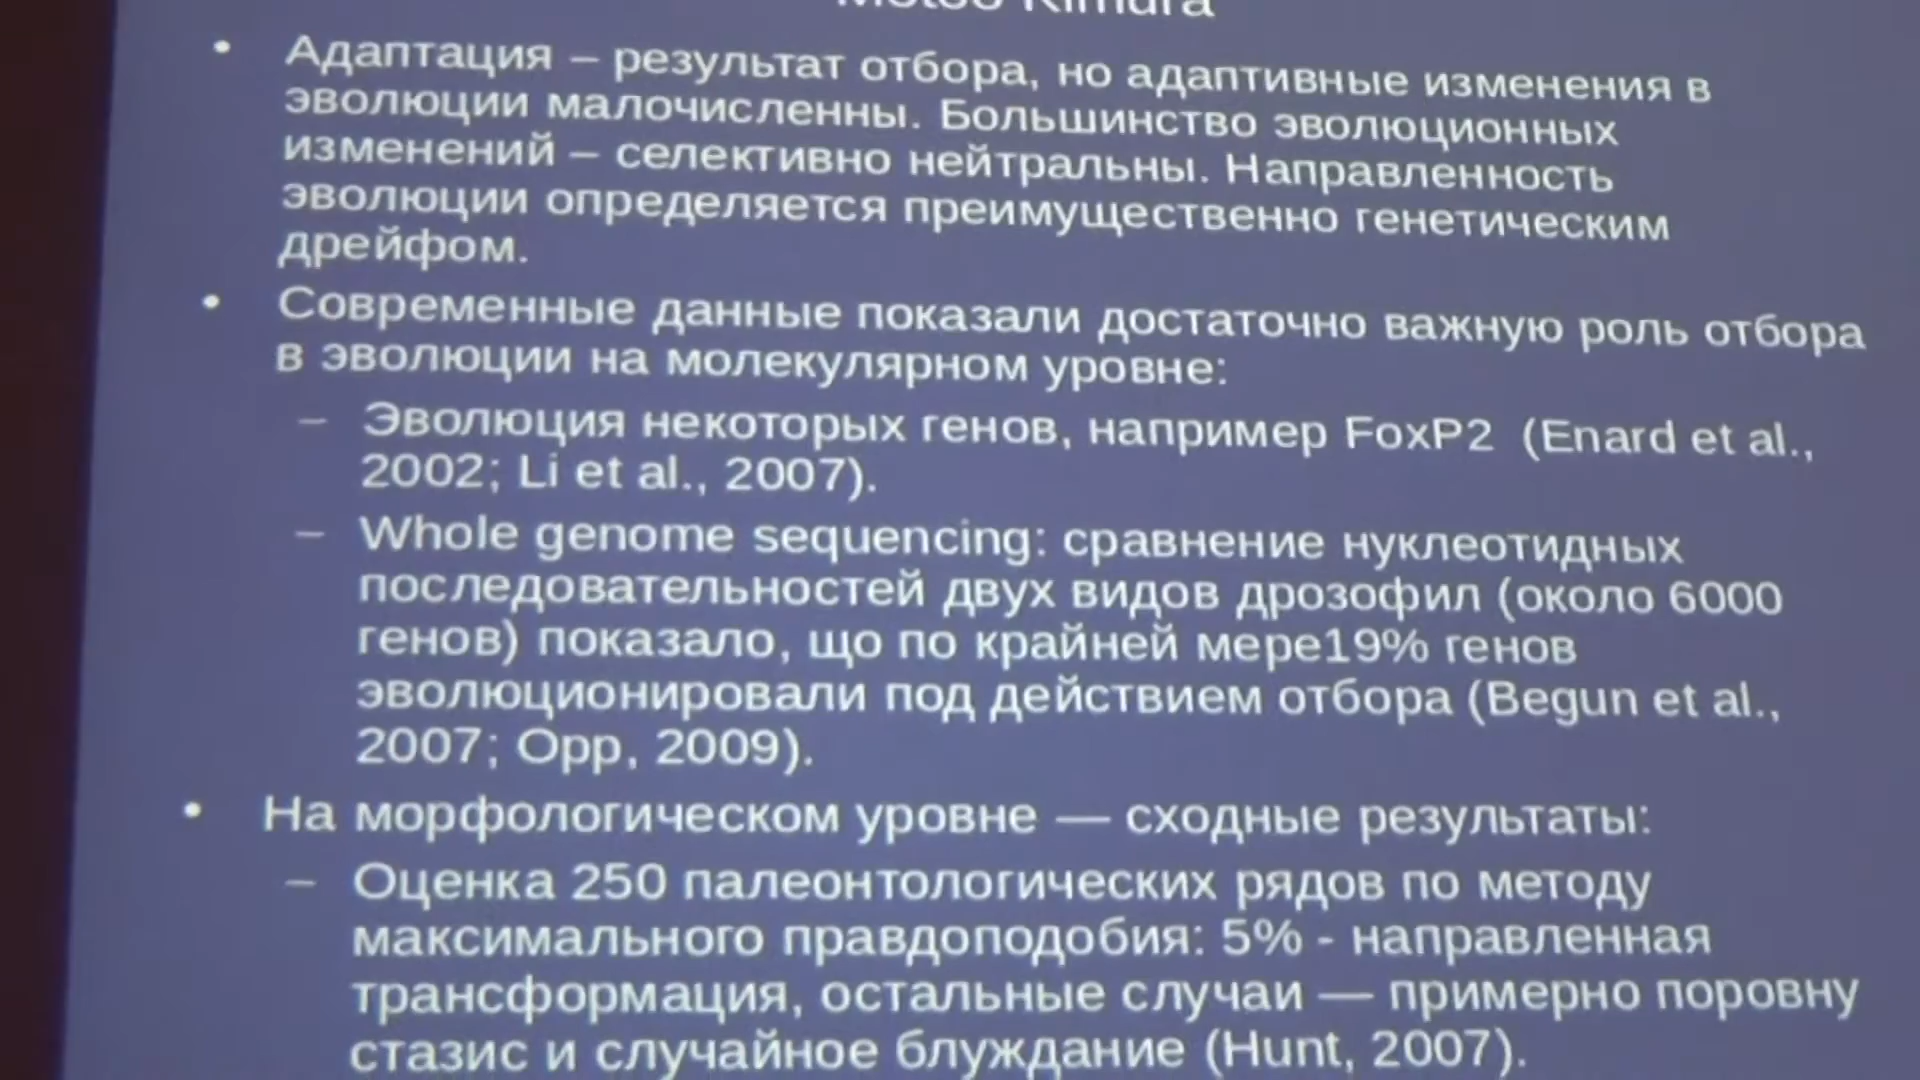 Motoo Kimura
• Адаптация – результат отбора, но адаптивные изменения в
эволюции малочисленны. Большинство эволюционных
изменений – селективно нейтральны. Направленность
эволюции определяется преимущественно генетическим
дрейфом.
• Современные данные показали достаточно важную роль отбора
в эволюции на молекулярном уровне:
– Эволюция некоторых генов, например FoxP2 (Enard et al.,
2002; Li et al., 2007).
– Whole genome sequencing: сравнение нуклеотидных
последовательностей двух видов дрозофил (около 6000
генов) показало, що по крайней мере19% генов
эволюционировали под действием отбора (Begun et al.,
2007; Opp, 2009).
• На морфологическом уровне — сходные результаты:
– Оценка 250 палеонтологических рядов по методу
максимального правдоподобия: 5% - направленная
трансформация, остальные случаи — примерно поровну
стазис и случайное блуждание (Hunt, 2007).